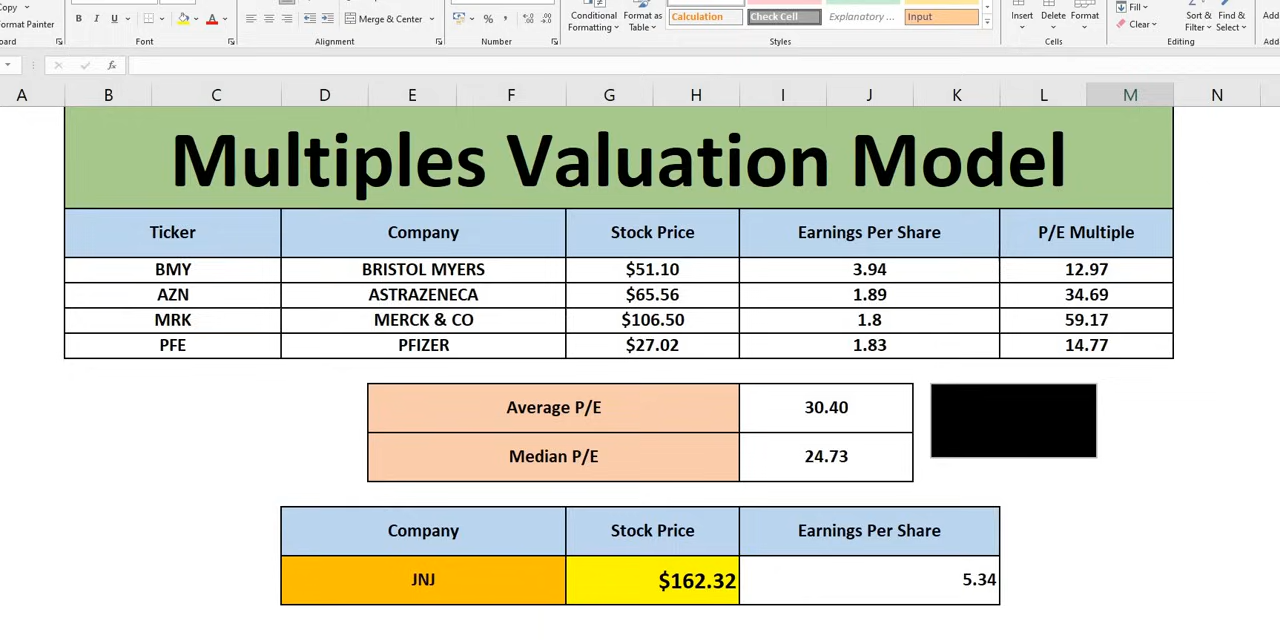 Copy
Format Painter
B I U A Merge & Center % , Conditional Formatting Format as Table Calculation Check Cell Explanatory ... Input Insert Delete Format Fill Clear Sort & Filter Find & Select
Font Alignment Number Styles Cells Editing
fx
A B C D E F G H I J K L M N
Multiples Valuation Model
Ticker Company Stock Price Earnings Per Share P/E Multiple
BMY BRISTOL MYERS $51.10 3.94 12.97
AZN ASTRAZENECA $65.56 1.89 34.69
MRK MERCK & CO $106.50 1.8 59.17
PFE PFIZER $27.02 1.83 14.77
Average P/E 30.40
Median P/E 24.73
Company Stock Price Earnings Per Share
JNJ $162.32 5.34